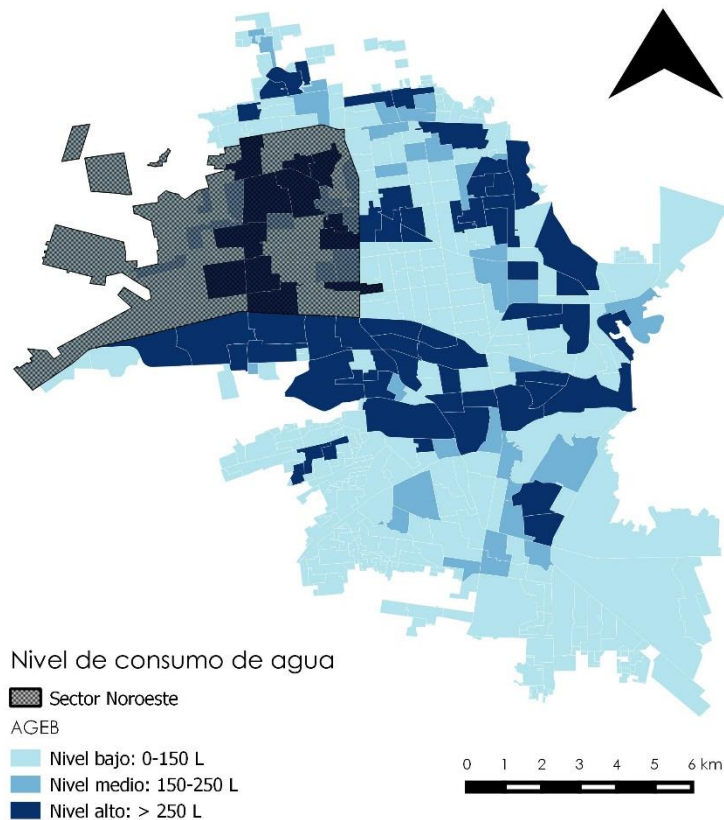 Nivel de consumo de agua
Sector Noroeste
AGEB
Nivel bajo: 0-150 L
Nivel medio: 150-250 L
Nivel alto: > 250 L
0 1 2 3 4 5 6 km